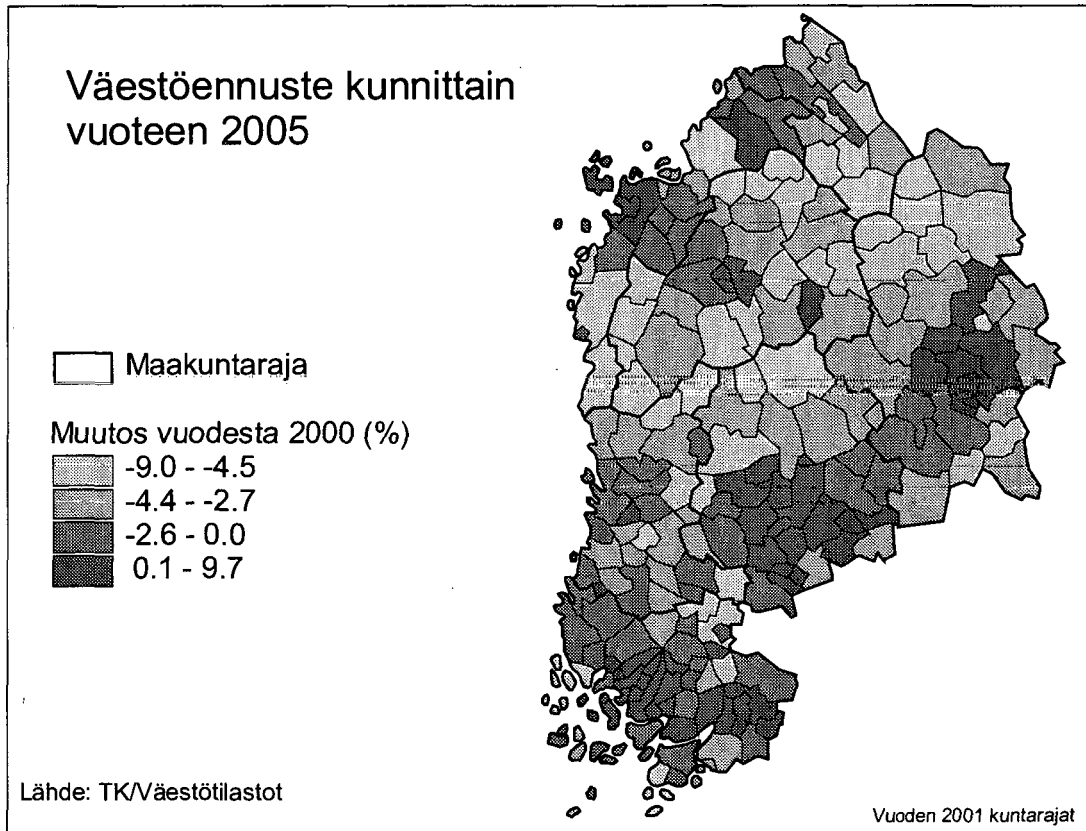 Väestöennuste kunnittain
vuoteen 2005
Maakuntaraja
Muutos vuodesta 2000 (%)
-9.0 - -4.5
-4.4 - -2.7
-2.6 - 0.0
0.1 - 9.7
Lähde: TK/Väestötilastot
Vuoden 2001 kuntarajat